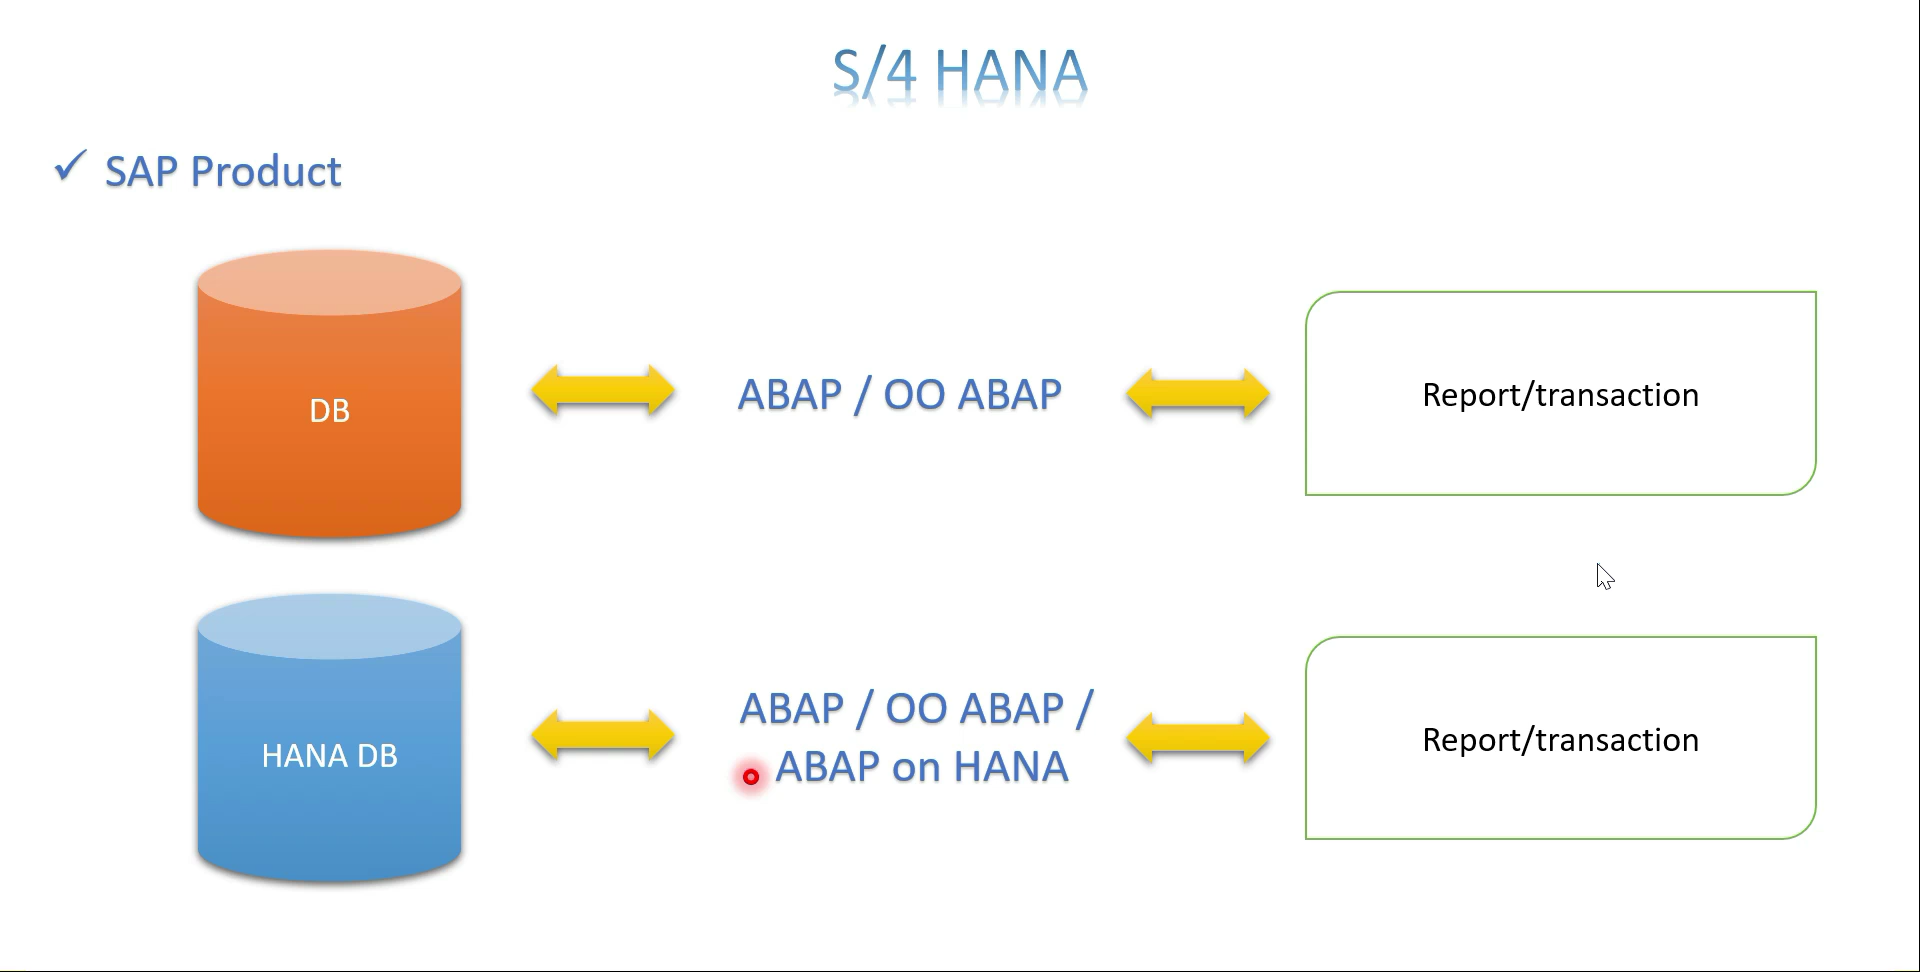 S/4 HANA
✓ SAP Product
DB
ABAP / OO ABAP
Report/transaction
HANA DB
ABAP / OO ABAP /
ABAP on HANA
Report/transaction